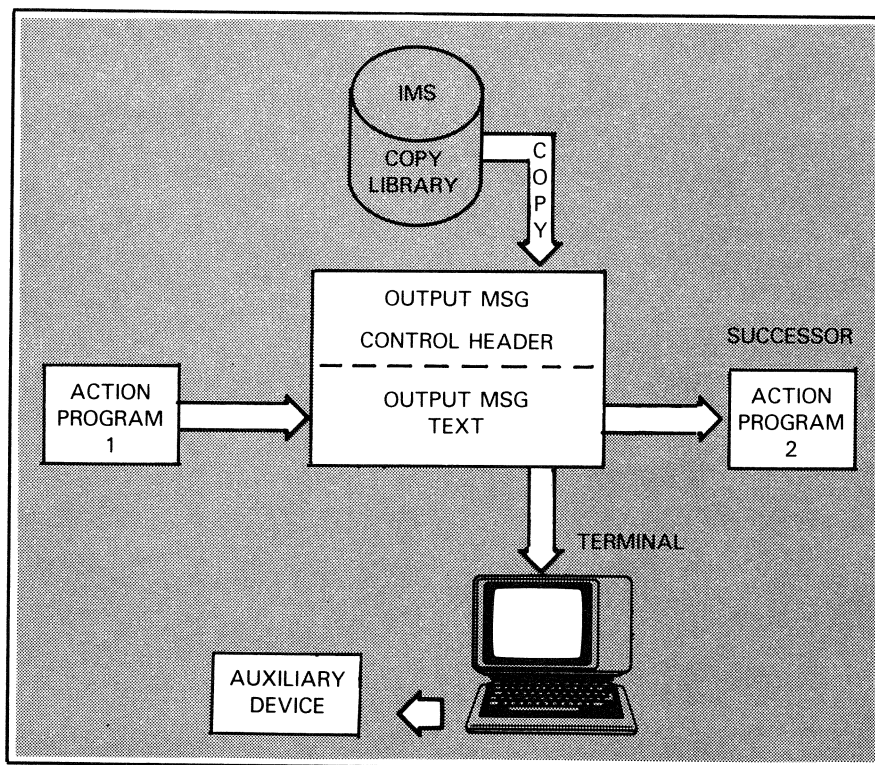 IMS
COPY
LIBRARY
COPY
OUTPUT MSG
CONTROL HEADER
OUTPUT MSG
TEXT
ACTION
PROGRAM
1
SUCCESSOR
ACTION
PROGRAM
2
TERMINAL
AUXILIARY
DEVICE